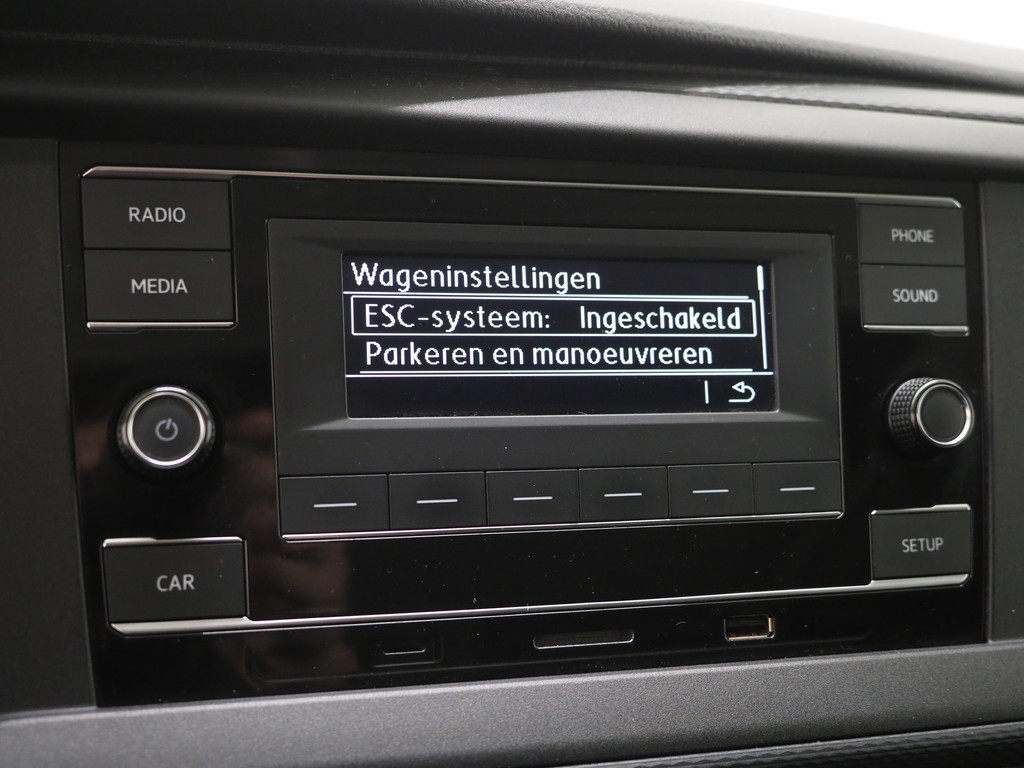 RADIO
MEDIA
PHONE
SOUND
Wageninstellingen
ESC-systeem: Ingeschakeld
Parkeren en manoeuvreren
CAR
SETUP